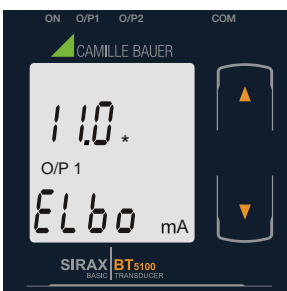 ON O/P1 O/P2 COM
CAMILLE BAUER
11.0 *
O/P 1
ELbo mA
SIRAX BT5100
BASIC TRANSDUCER